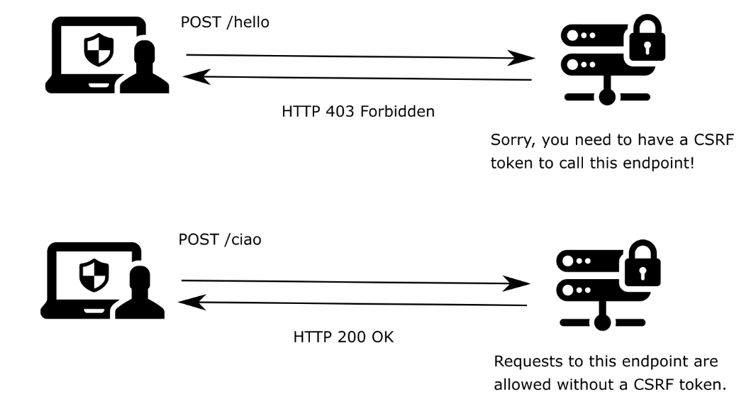 POST /hello
HTTP 403 Forbidden
Sorry, you need to have a CSRF
token to call this endpoint!
POST /ciao
HTTP 200 OK
Requests to this endpoint are
allowed without a CSRF token.